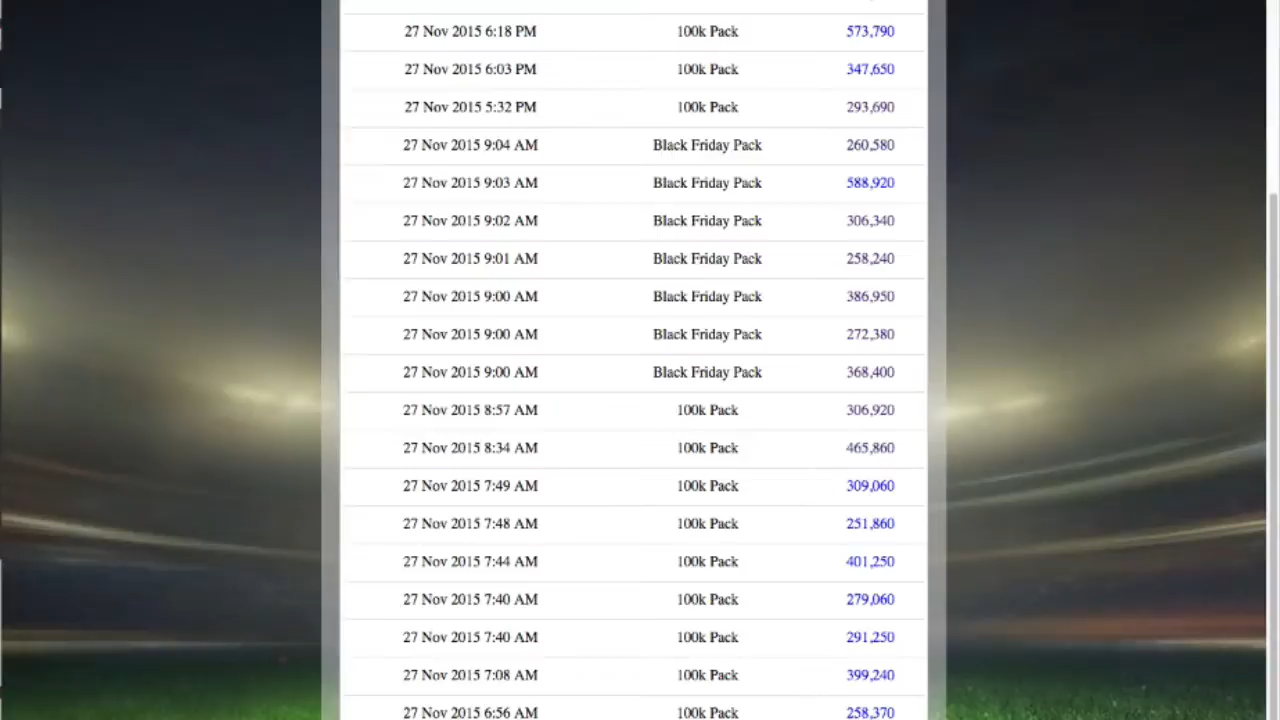 27 Nov 2015 6:18 PM 100k Pack 573,790
27 Nov 2015 6:03 PM 100k Pack 347,650
27 Nov 2015 5:32 PM 100k Pack 293,690
27 Nov 2015 9:04 AM Black Friday Pack 260,580
27 Nov 2015 9:03 AM Black Friday Pack 588,920
27 Nov 2015 9:02 AM Black Friday Pack 306,340
27 Nov 2015 9:01 AM Black Friday Pack 258,240
27 Nov 2015 9:00 AM Black Friday Pack 386,950
27 Nov 2015 9:00 AM Black Friday Pack 272,380
27 Nov 2015 9:00 AM Black Friday Pack 368,400
27 Nov 2015 8:57 AM 100k Pack 306,920
27 Nov 2015 8:34 AM 100k Pack 465,860
27 Nov 2015 7:49 AM 100k Pack 309,060
27 Nov 2015 7:48 AM 100k Pack 251,860
27 Nov 2015 7:44 AM 100k Pack 401,250
27 Nov 2015 7:40 AM 100k Pack 279,060
27 Nov 2015 7:40 AM 100k Pack 291,250
27 Nov 2015 7:08 AM 100k Pack 399,240
27 Nov 2015 6:56 AM 100k Pack 258,370